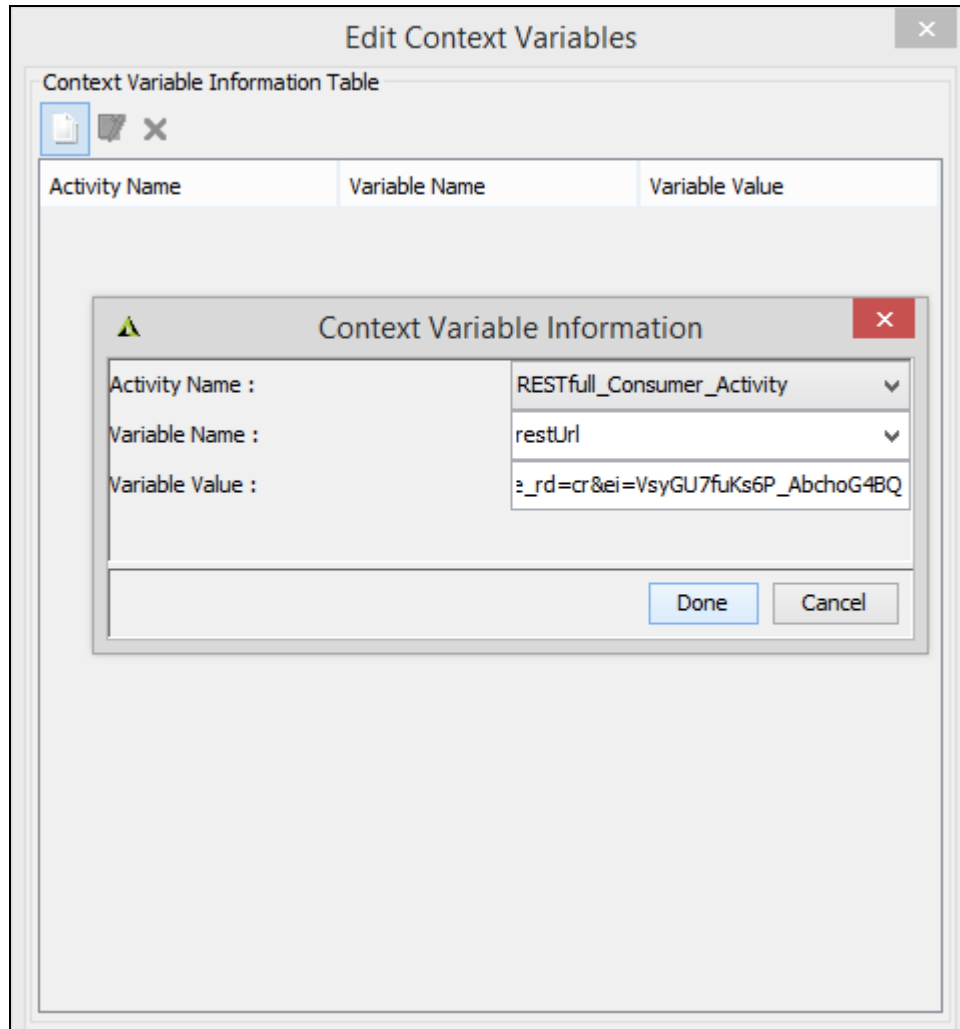 Edit Context Variables
Context Variable Information Table
Activity Name Variable Name Variable Value
Context Variable Information
Activity Name : RESTfull_Consumer_Activity
Variable Name : restUrl
Variable Value : e_rd=cr&ei=VsyGU7fuKs6P_AbchoG4BQ
Done Cancel